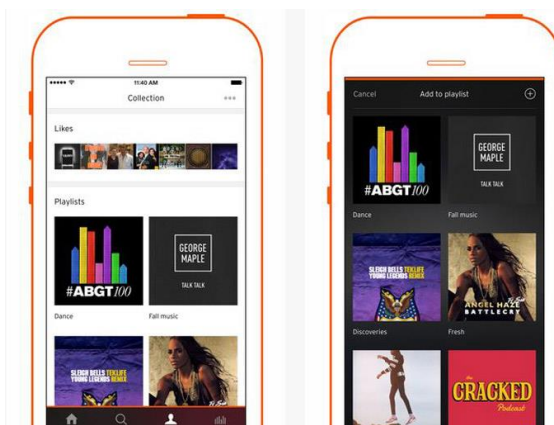 11:40 AM
Collection
Likes
Playlists
#ABGT100
GEORGE
MAPLE
TALK TALK
Dance
Fall music
SLEIGH BELLS TEKLIFE
YOUNG LEGENDS REMIX
Cancel
Add to playlist
#ABGT100
GEORGE
MAPLE
TALK TALK
Dance
Fall music
SLEIGH BELLS TEKLIFE
YOUNG LEGENDS REMIX
ANGEL HAZE
BATTLECRY
Discoveries
Fresh
the
CRACKED
Podcast